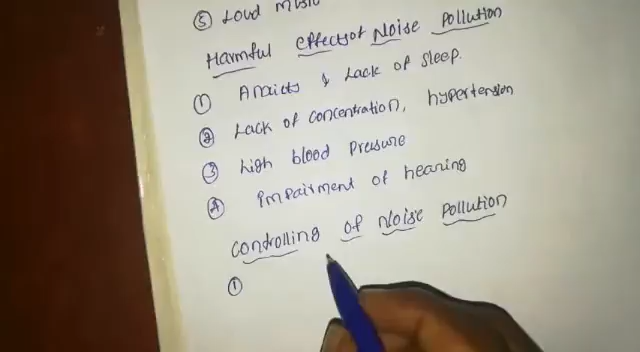 ⑤ Loud music
Harmful effects of Noise Pollution
① Anxiety & Lack of sleep.
② Lack of concentration, hypertension
③ high blood pressure
④ impairment of hearing
Controlling of Noise Pollution
①